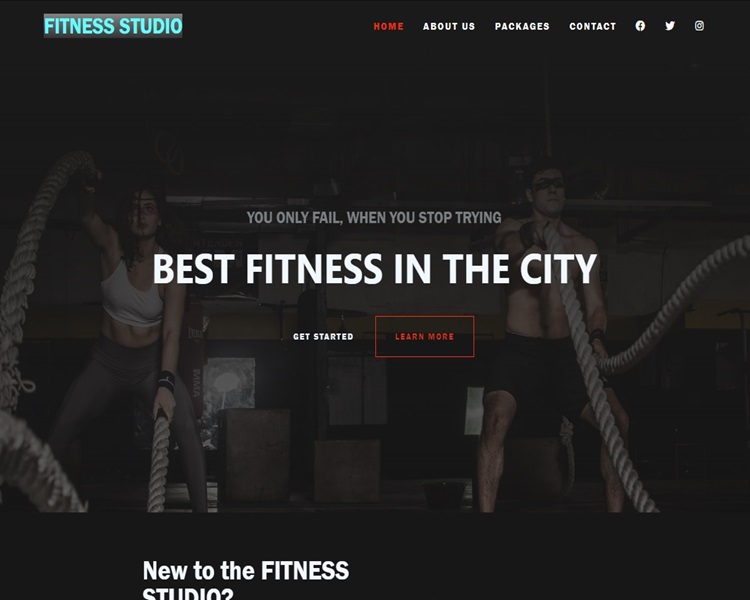 FITNESS STUDIO
HOME ABOUT US PACKAGES CONTACT
YOU ONLY FAIL, WHEN YOU STOP TRYING
BEST FITNESS IN THE CITY
GET STARTED LEARN MORE
New to the FITNESS
STUDIO?